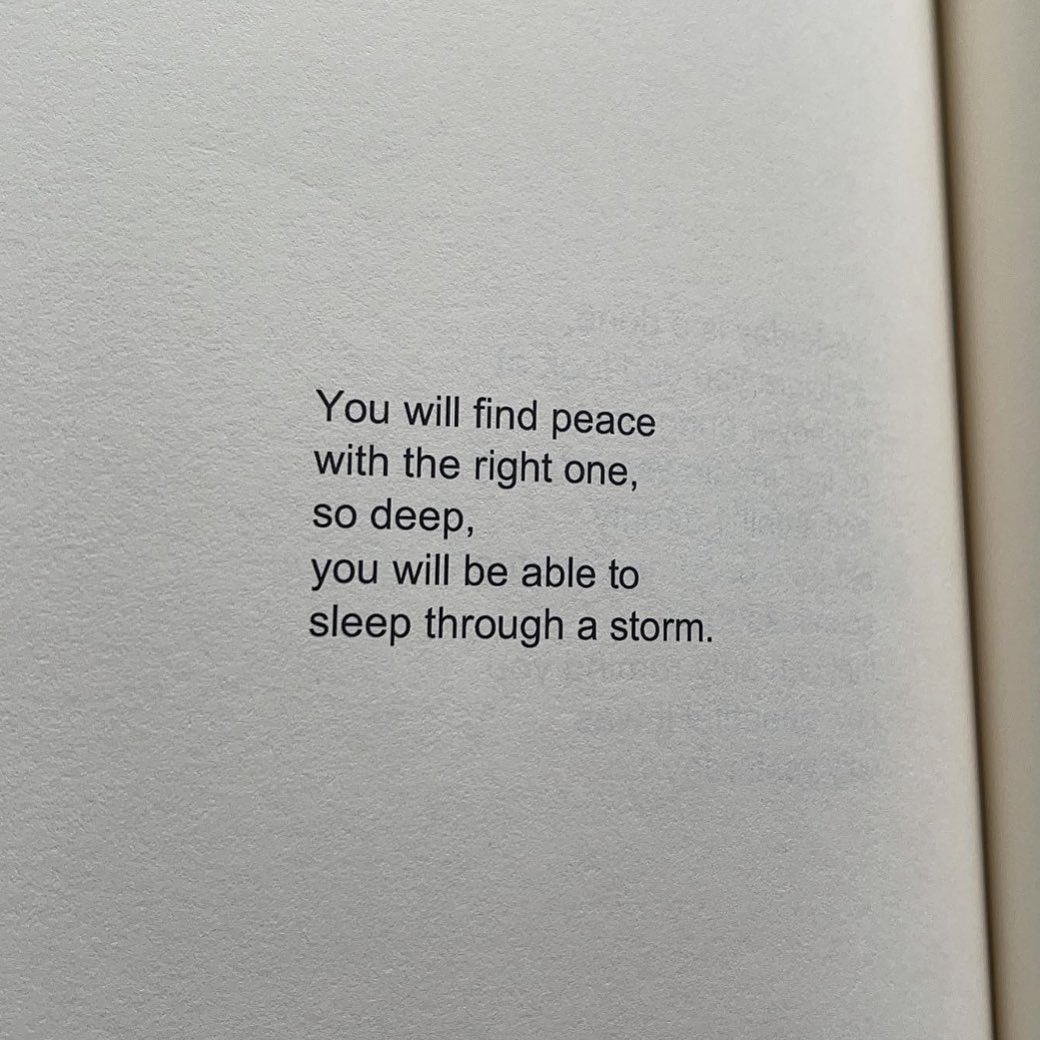 You will find peace
with the right one,
so deep,
you will be able to
sleep through a storm.